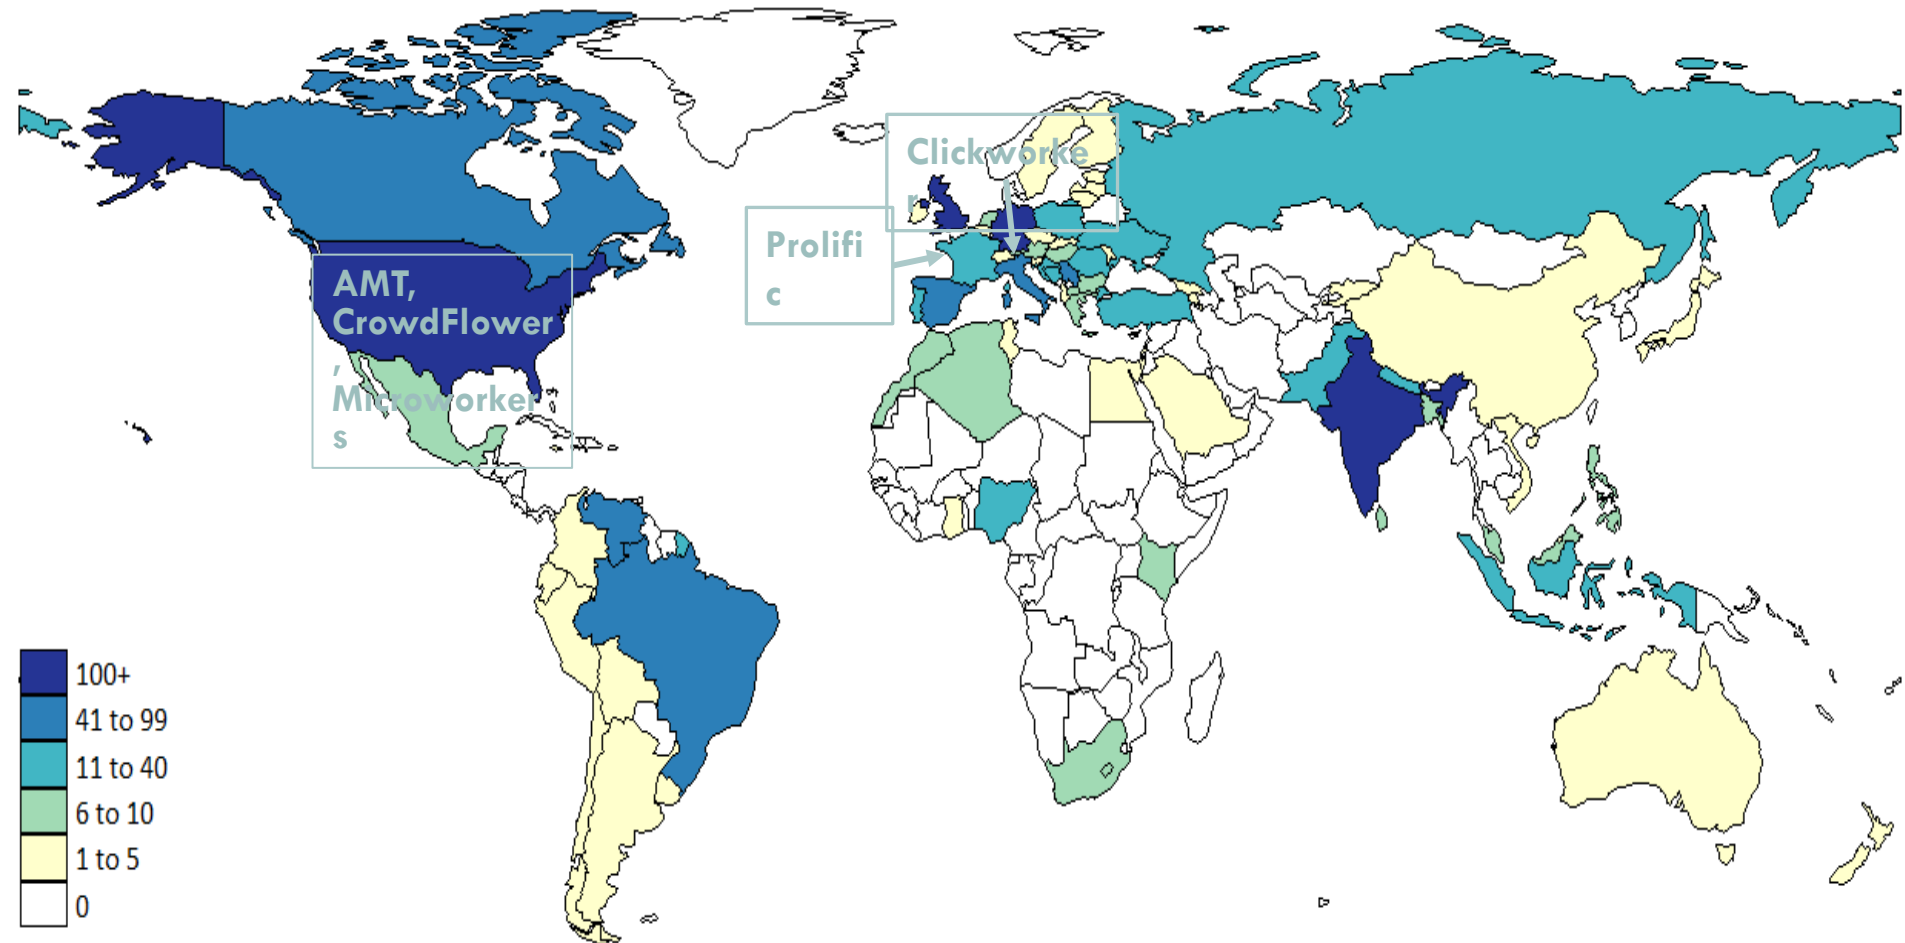 Clickworke
r
Prolifi
c
AMT,
CrowdFlower
,
Microworker
s
100+
41 to 99
11 to 40
6 to 10
1 to 5
0